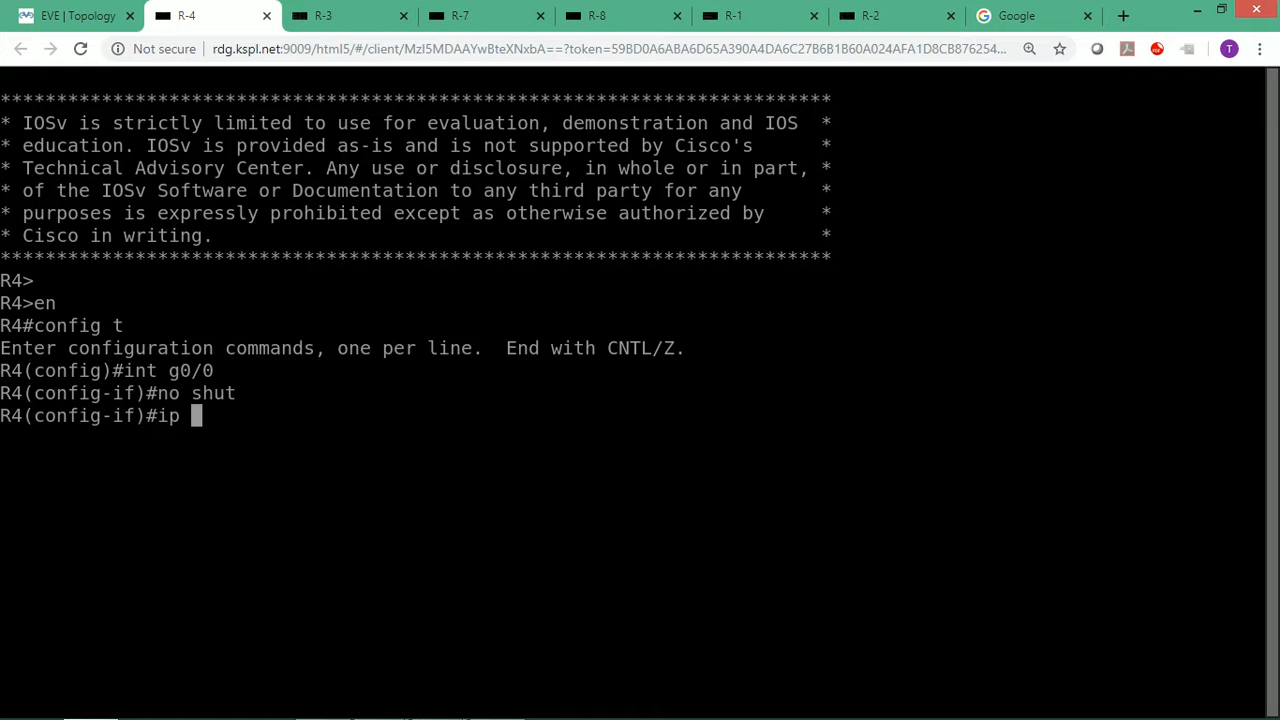 EVE | Topology
R-4
R-3
R-7
R-8
R-1
R-2
Google
Not secure
rdg.kspl.net:9009/html5/#/client/MzI5MDAAYwBteXNxbA==?token=59BD0A6ABA6D65A390A4DA6C27B6B1B60A024AFA1D8CB876254...
T
**************************************************************************
* IOSv is strictly limited to use for evaluation, demonstration and IOS  *
* education. IOSv is provided as-is and is not supported by Cisco's      *
* Technical Advisory Center. Any use or disclosure, in whole or in part, *
* of the IOSv Software or Documentation to any third party for any       *
* purposes is expressly prohibited except as otherwise authorized by     *
* Cisco in writing.                                                      *
**************************************************************************
R4>
R4>en
R4#config t
Enter configuration commands, one per line.  End with CNTL/Z.
R4(config)#int g0/0
R4(config-if)#no shut
R4(config-if)#ip